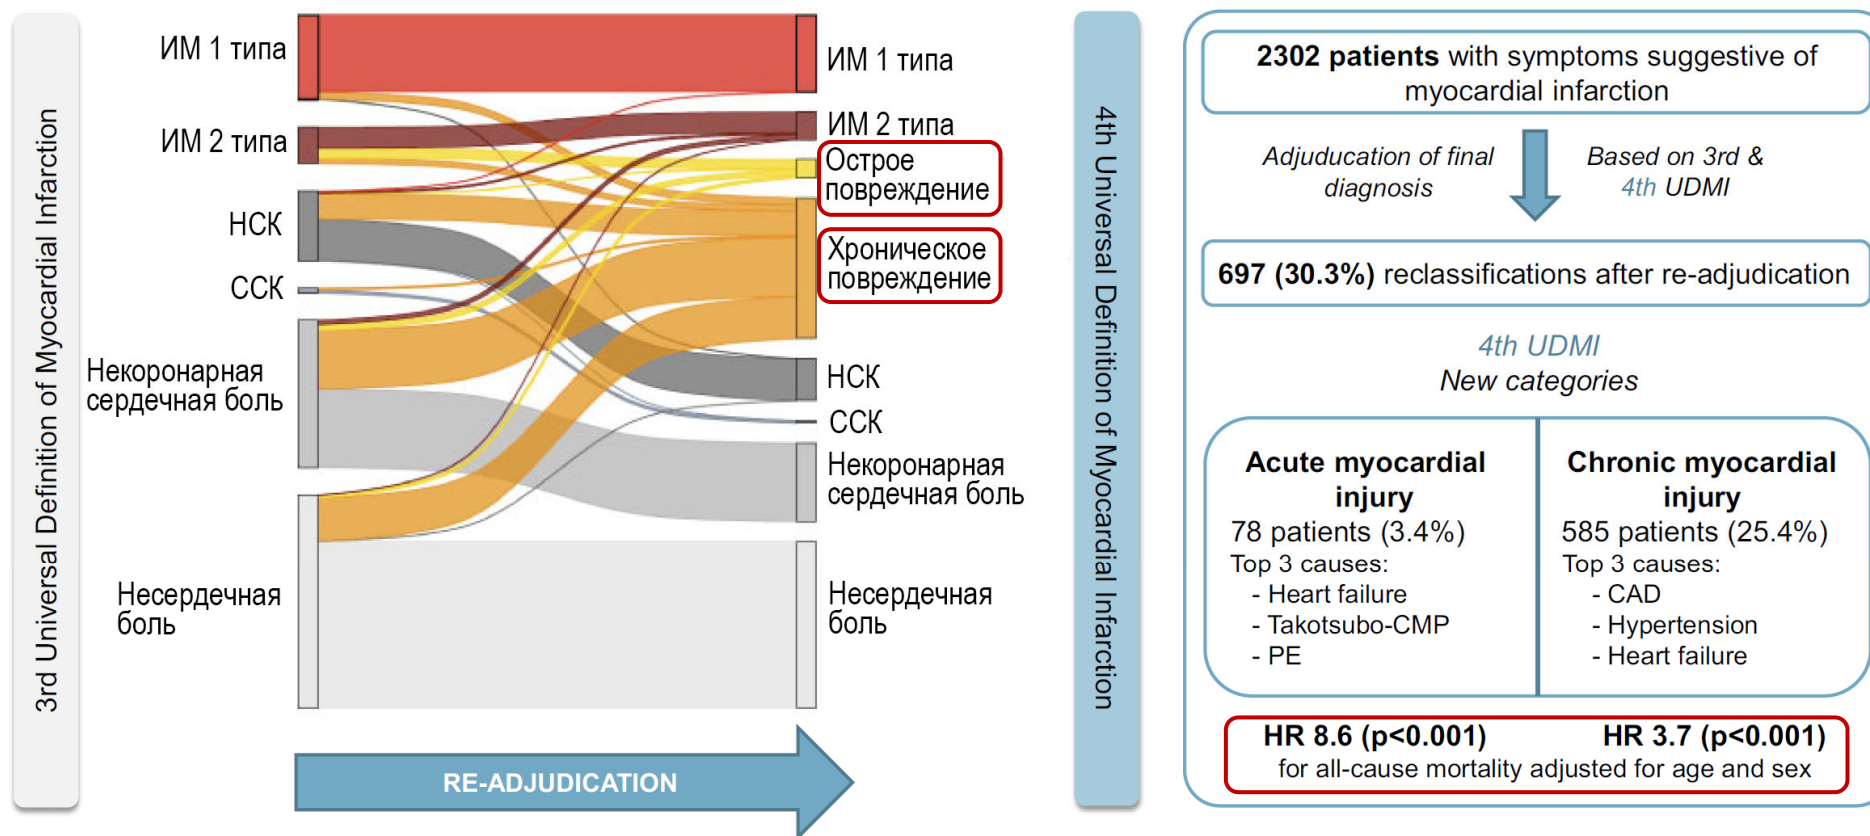 3rd Universal Definition of Myocardial Infarction
ИМ 1 типа
ИМ 2 типа
НСК
ССК
Некоронарная
сердечная боль
Несердечная
боль
ИМ 1 типа
ИМ 2 типа
Острое
повреждение
Хроническое
повреждение
НСК
ССК
Некоронарная
сердечная боль
Несердечная
боль
RE-ADJUDICATION
4th Universal Definition of Myocardial Infarction
2302 patients with symptoms suggestive of
myocardial infarction
Adjuducation of final
diagnosis
Based on 3rd &
4th UDMI
697 (30.3%) reclassifications after re-adjudication
4th UDMI
New categories
Acute myocardial
injury
78 patients (3.4%)
Top 3 causes:
- Heart failure
- Takotsubo-CMP
- PE
Chronic myocardial
injury
585 patients (25.4%)
Top 3 causes:
- CAD
- Hypertension
- Heart failure
HR 8.6 (p<0.001)
HR 3.7 (p<0.001)
for all-cause mortality adjusted for age and sex